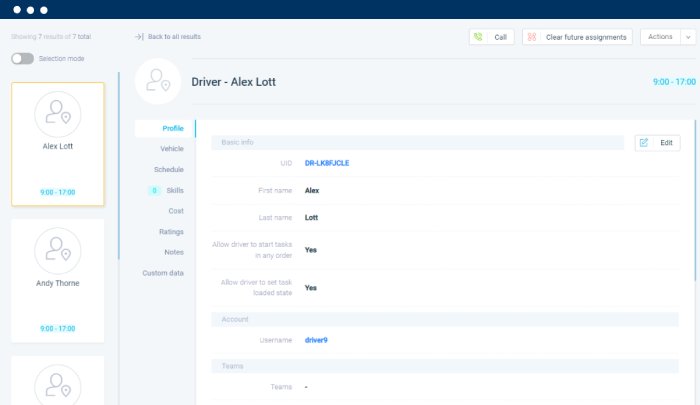 Showing 7 results of 7 total
Selection mode
Alex Lott
9:00 - 17:00
Andy Thorne
9:00 - 17:00
Back to all results
Call
Clear future assignments
Actions
Driver - Alex Lott
9:00 - 17:00
Profile
Vehicle
Schedule
0 Skills
Cost
Ratings
Notes
Custom data
Basic info
Edit
UID DR-LK8FJCLE
First name Alex
Last name Lott
Allow driver to start tasks
in any order Yes
Allow driver to set task
loaded state Yes
Account
Username driver9
Teams
Teams -